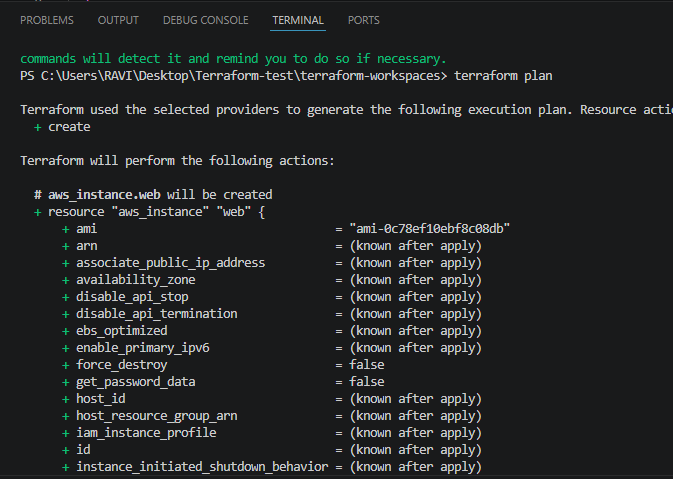 PROBLEMS OUTPUT DEBUG CONSOLE TERMINAL PORTS
commands will detect it and remind you to do so if necessary.
PS C:\Users\RAVI\Desktop\Terraform-test\terraform-workspaces> terraform plan
Terraform used the selected providers to generate the following execution plan. Resource acti
+ create
Terraform will perform the following actions:
# aws_instance.web will be created
+ resource "aws_instance" "web" {
+ ami = "ami-0c78ef10ebf8c08db"
+ arn = (known after apply)
+ associate_public_ip_address = (known after apply)
+ availability_zone = (known after apply)
+ disable_api_stop = (known after apply)
+ disable_api_termination = (known after apply)
+ ebs_optimized = (known after apply)
+ enable_primary_ipv6 = (known after apply)
+ force_destroy = false
+ get_password_data = false
+ host_id = (known after apply)
+ host_resource_group_arn = (known after apply)
+ iam_instance_profile = (known after apply)
+ id = (known after apply)
+ instance_initiated_shutdown_behavior = (known after apply)